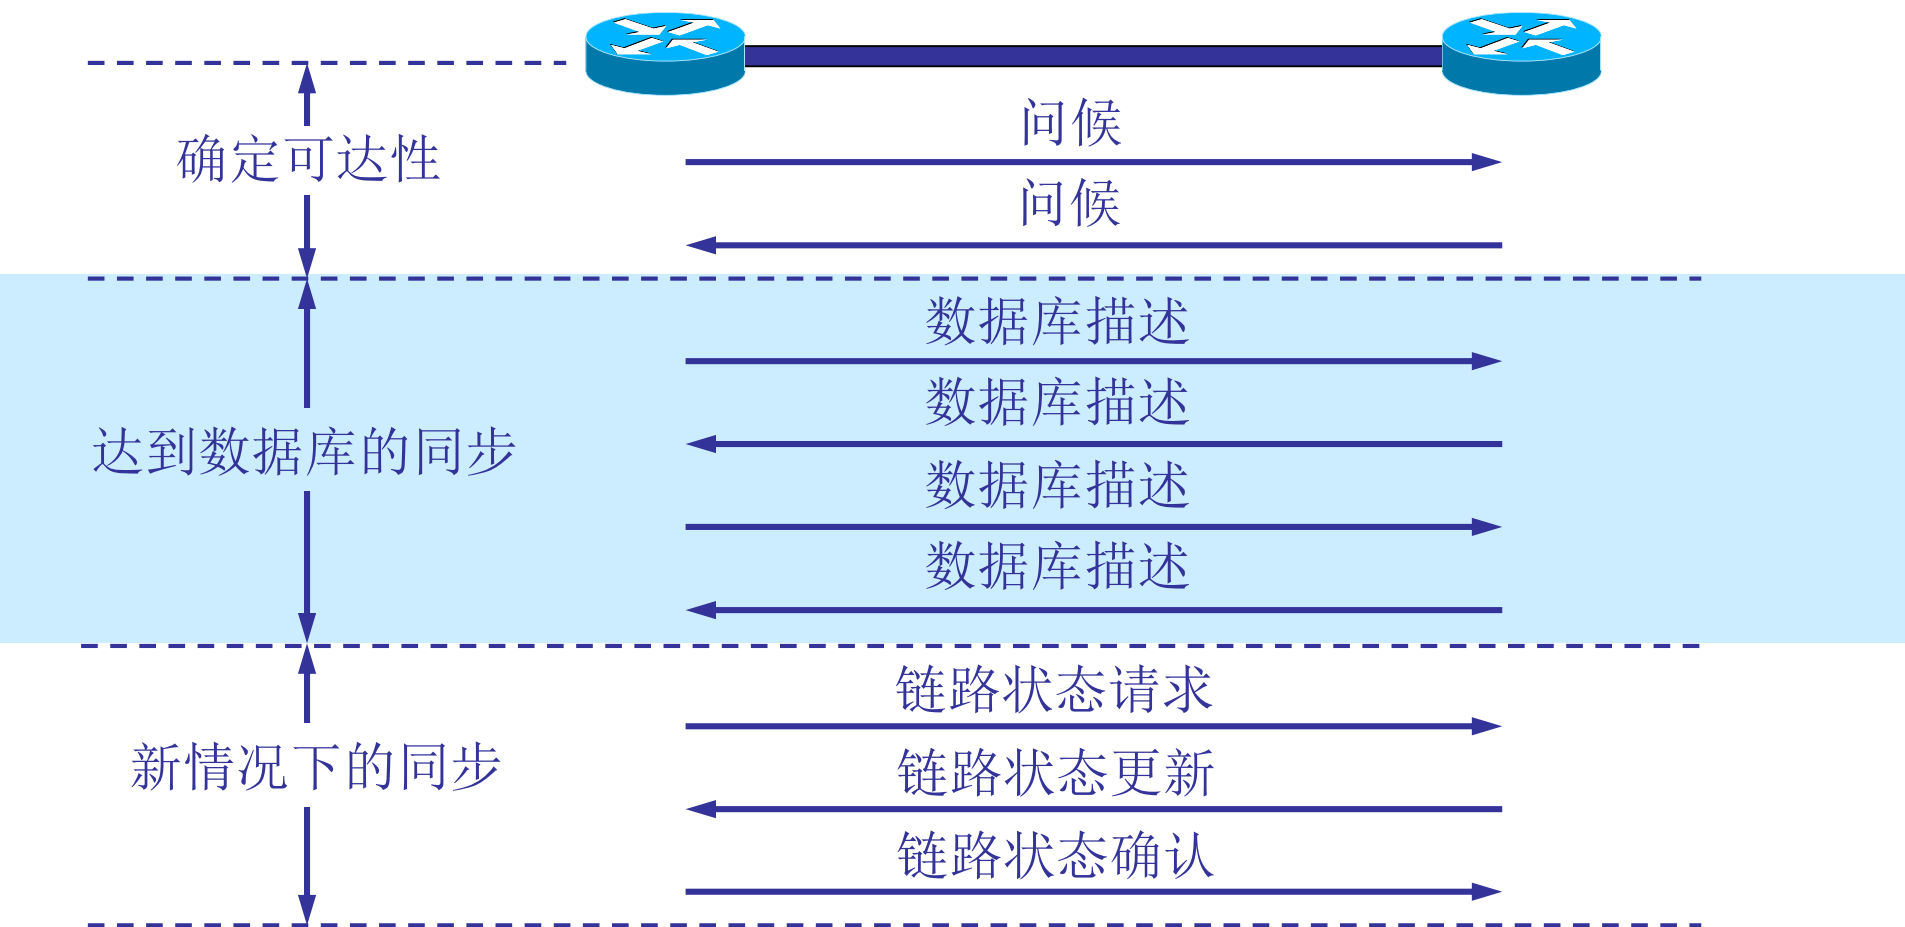 问候
确定可达性
问候
数据库描述
数据库描述
达到数据库的同步
数据库描述
数据库描述
链路状态请求
新情况下的同步
链路状态更新
链路状态确认